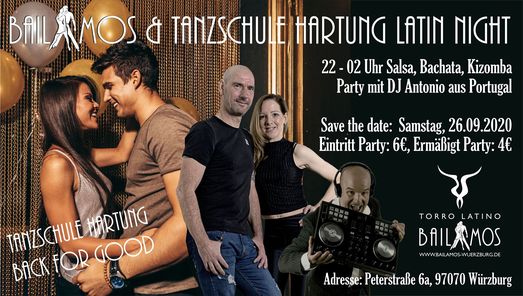 BAILAMOS & TANZSCHULE HARTUNG LATIN NIGHT
22 - 02 Uhr Salsa, Bachata, Kizomba
Party mit DJ Antonio aus Portugal
Save the date: Samstag, 26.09.2020
Eintritt Party: 6€, Ermäßigt Party: 4€
TANZSCHULE HARTUNG
BACK FOR GOOD
TORRO LATINO
BAILAMOS
WWW.BAILAMOS-WUERZBURG.DE
Adresse: Peterstraße 6a, 97070 Würzburg